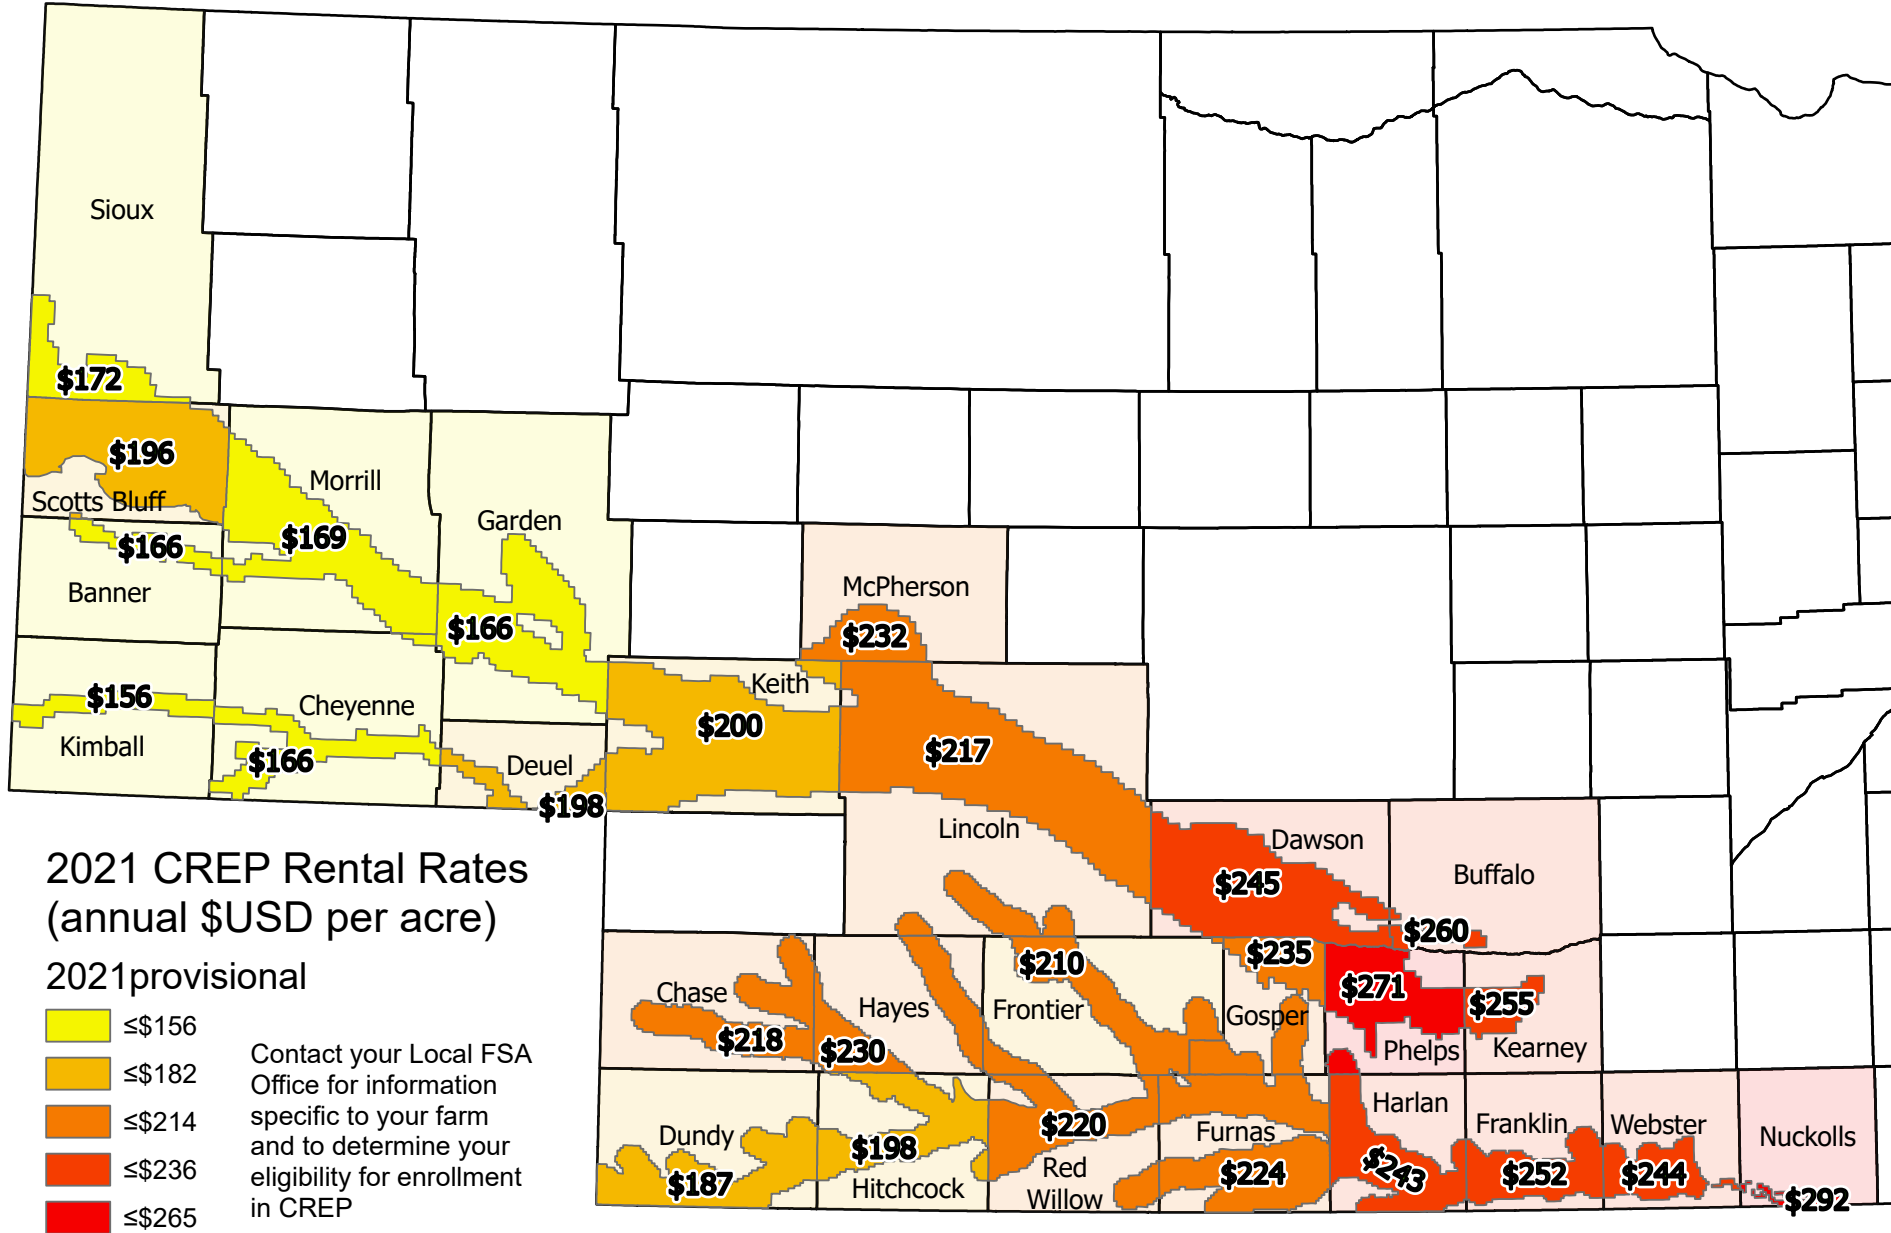 Sioux
$172
$196
Scotts Bluff
Morrill
Garden
$166
$169
Banner
$166
McPherson
$232
Keith
$156
Cheyenne
$200
Kimball
$166
Deuel
$198
$217
Lincoln
Dawson
Buffalo
$245
$260
$235
$210
$271
$255
Chase
Hayes
Frontier
Gosper
$218
$230
Phelps
Kearney
Harlan
Franklin
Webster
Nuckolls
Dundy
$220
Furnas
$198
$187
Hitchcock
Red
Willow
$224
$243
$252
$244
$292
2021 CREP Rental Rates
(annual $USD per acre)
2021provisional
≤$156
≤$182
≤$214
≤$236
≤$265
Contact your Local FSA
Office for information
specific to your farm
and to determine your
eligibility for enrollment
in CREP